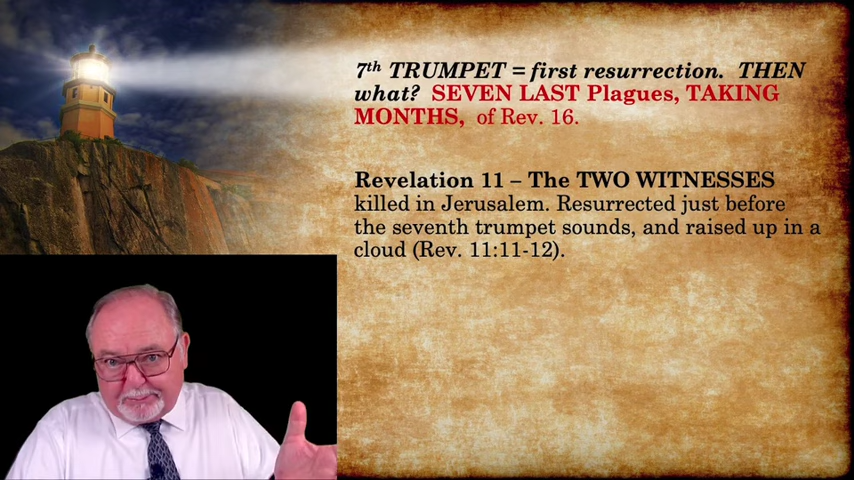 7th TRUMPET = first resurrection. THEN
what? SEVEN LAST Plagues, TAKING
MONTHS, of Rev. 16.
Revelation 11 – The TWO WITNESSES
killed in Jerusalem. Resurrected just before
the seventh trumpet sounds, and raised up in a
cloud (Rev. 11:11-12).